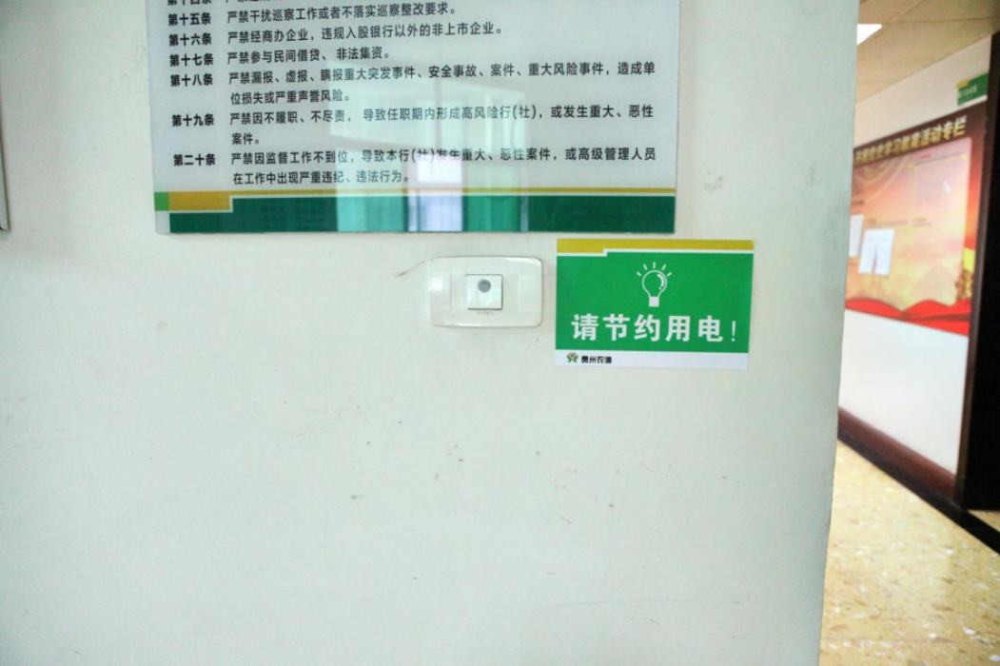 第十五条 严禁干扰巡察工作或者不落实巡察整改要求。
第十六条 严禁经商办企业，违规入股银行以外的非上市企业。
第十七条 严禁参与民间借贷、非法集资。
第十八条 严禁漏报、虚报、瞒报重大突发事件、安全事故、案件、重大风险事件，造成单
位损失或严重声誉风险。
第十九条 严禁因不履职、不尽责，导致任职期内形成高风险行(社)，或发生重大、恶性
案件。
第二十条 严禁因监督工作不到位，导致本行(社)发生重大、恶性案件，或高级管理人员
在工作中出现严重违纪、违法行为。
请节约用电！
贵州农信
学习教育活动专栏